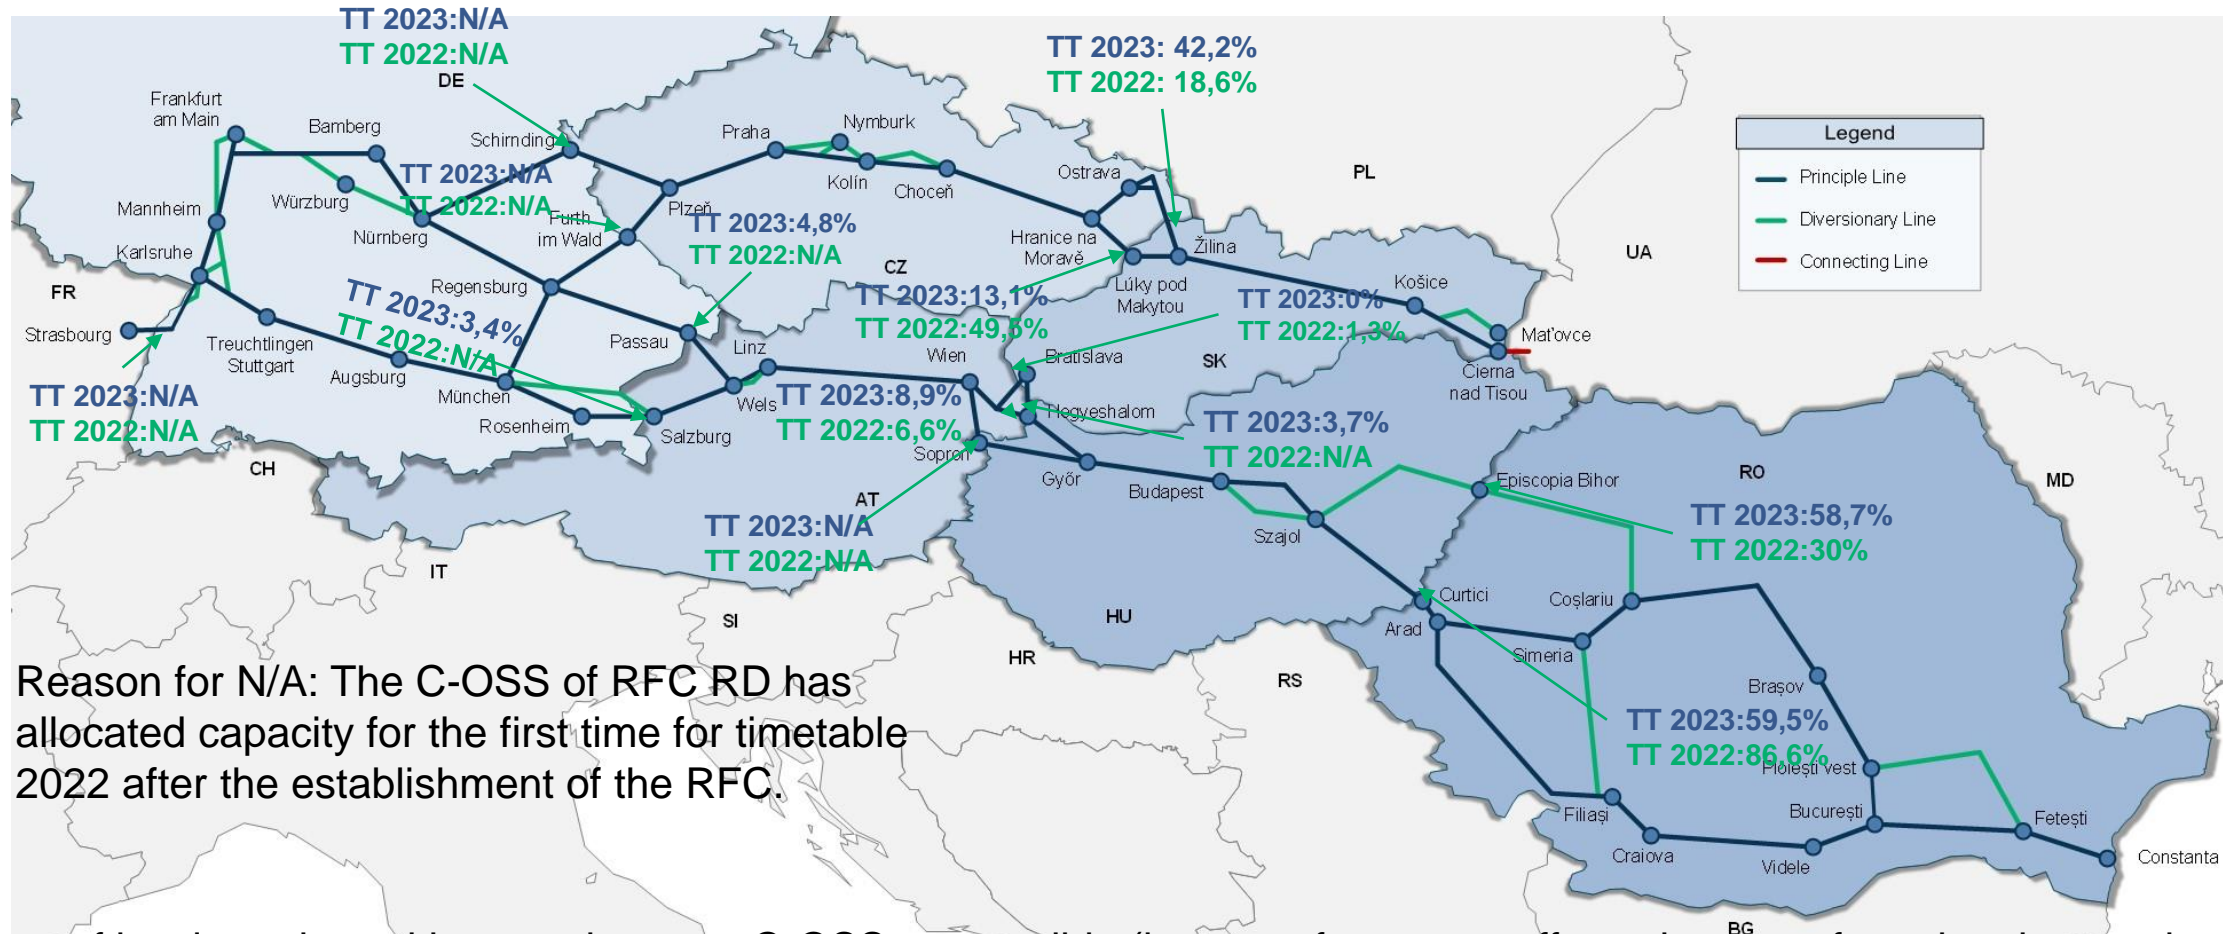 TT 2023:N/A
TT 2022:N/A
DE
TT 2023: 42,2%
TT 2022: 18,6%
Frankfurt
am Main
Bamberg
Schirnding
Praha
Nymburk
Legend
Principle Line
Diversionary Line
Connecting Line
TT 2023:N/A
TT 2022:N/A
Würzburg
Mannheim
Nürnberg
Furth
im Wald
Plzeň
Kolín
Choceň
Ostrava
PL
UA
Karlsruhe
FR
Strasbourg
TT 2023:4,8%
TT 2022:N/A
CZ
Hranice na
Moravě
Žilina
Lúky pod
Makytou
Košice
Maťovce
Čierna
nad Tisou
Regensburg
TT 2023:3,4%
TT 2022:N/A
TT 2023:13,1%
TT 2022:49,5%
TT 2023:0%
TT 2022:1,3%
Treuchtlingen
Stuttgart
Augsburg
München
Passau
Linz
Wien
Bratislava
SK
TT 2023:N/A
TT 2022:N/A
Rosenheim
Salzburg
Wels
TT 2023:8,9%
TT 2022:6,6%
Hegyeshalom
TT 2023:3,7%
TT 2022:N/A
Sopron
CH
AT
Győr
Budapest
Szajol
Episcopia Bihor
RO
MD
TT 2023:N/A
TT 2022:N/A
TT 2023:58,7%
TT 2022:30%
IT
SI
HU
HR
RS
Curtici
Arad
Coșlariu
Simeria
Brașov
Reason for N/A: The C-OSS of RFC RD has
allocated capacity for the first time for timetable
2022 after the establishment of the RFC.
TT 2023:59,5%
TT 2022:86,6%
Ploiești vest
Filiași
Craiova
Videle
București
Fetești
Constanta
BG